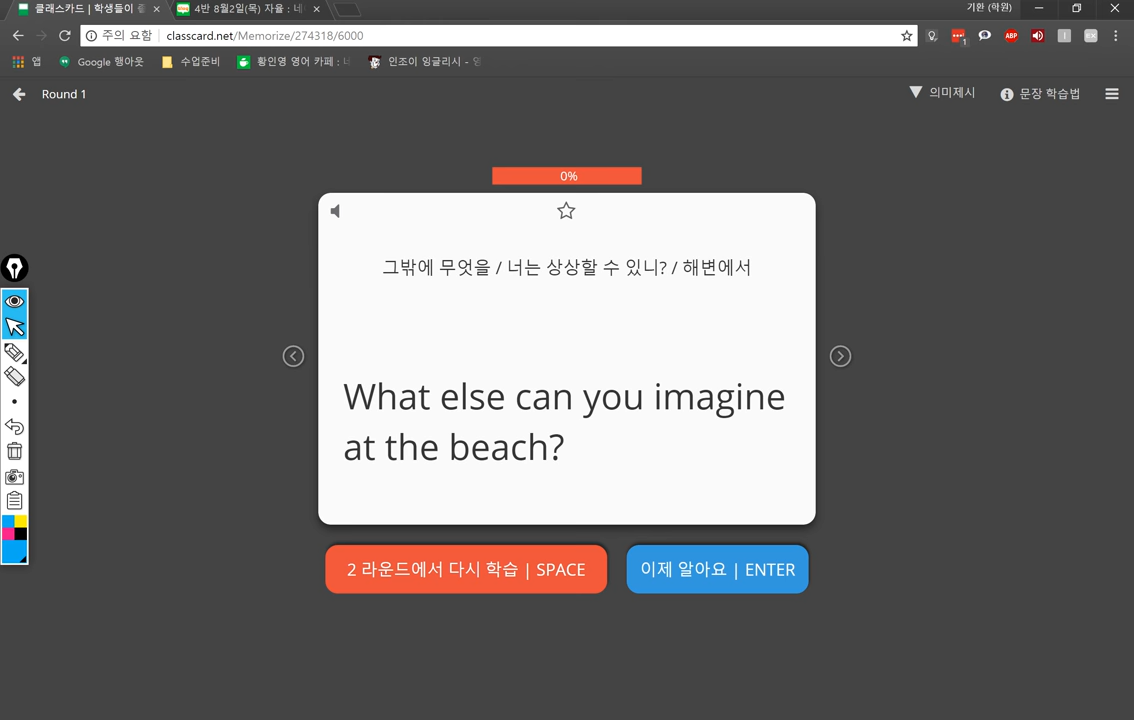 클래스카드 | 학생들이
4반 8월2일(목) 자율 : 네
기환 (학원)
주의 요함 classcard.net/Memorize/274318/6000
ABP
1
앱 Google 행아웃 수업준비 황인영 영어 카페 : 인조이 잉글리시 -
Round 1
의미제시 문장 학습법
0%
그밖에 무엇을 / 너는 상상할 수 있니? / 해변에서
What else can you imagine
at the beach?
2 라운드에서 다시 학습 | SPACE
이제 알아요 | ENTER